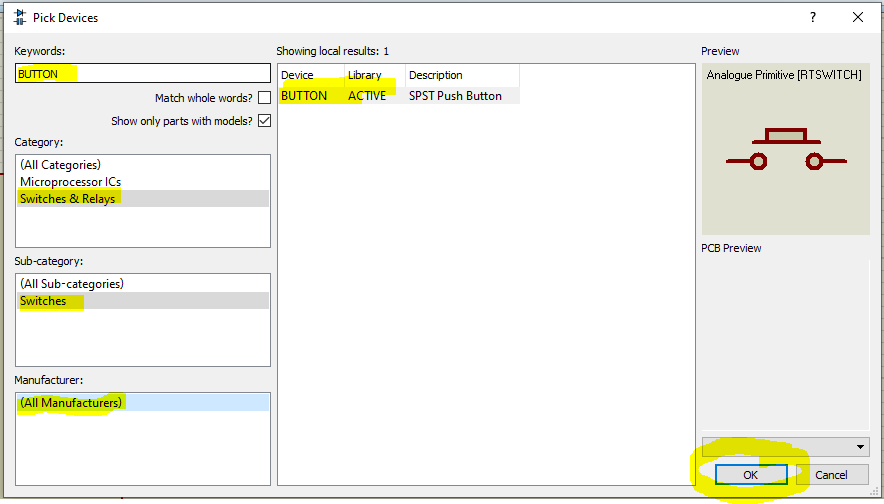 Pick Devices
?
Keywords:
BUTTON
Match whole words?
Show only parts with models?
Category:
(All Categories)
Microprocessor ICs
Switches & Relays
Sub-category:
(All Sub-categories)
Switches
Manufacturer:
(All Manufacturers)
Showing local results: 1
Device Library Description
BUTTON ACTIVE SPST Push Button
Preview
Analogue Primitive [RTSWITCH]
PCB Preview
OK Cancel